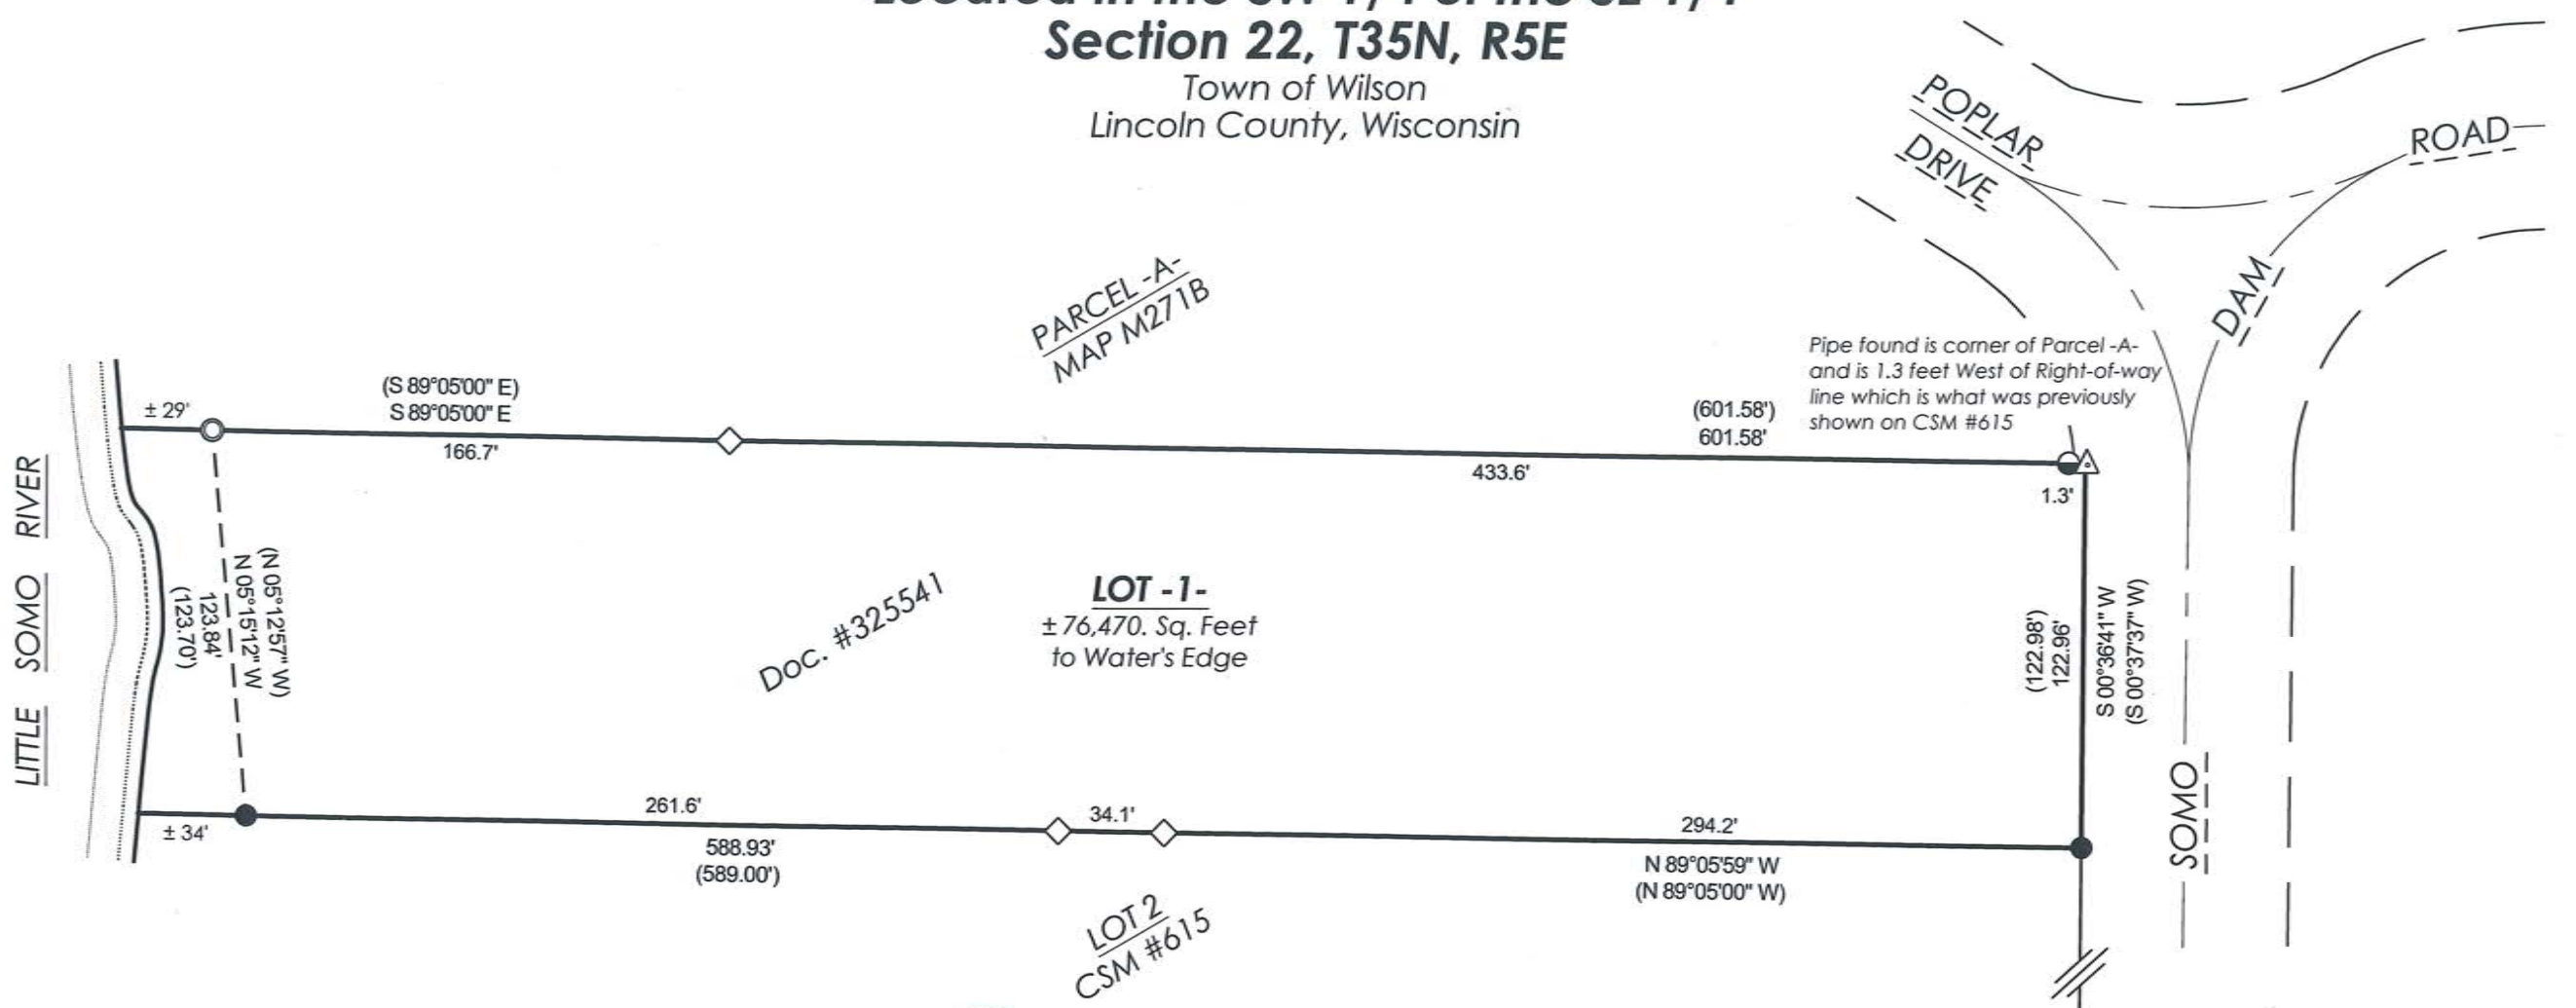 Section 22, T35N, R5E
Town of Wilson
Lincoln County, Wisconsin
POPLAR
DRIVE
ROAD
DAM
PARCEL -A-
MAP M271B
Pipe found is corner of Parcel -A-
and is 1.3 feet West of Right-of-way
line which is what was previously
shown on CSM #615
± 29'
(S 89°05'00" E)
S 89°05'00" E
166.7'
(601.58')
601.58'
433.6'
1.3'
LITTLE SOMO RIVER
(N 05°12'57" W)
N 05°15'12" W
123.84'
(123.70')
Doc. #325541
LOT -1-
±76,470. Sq. Feet
to Water's Edge
(122.98')
122.96'
S 00°36'41" W
(S 00°37'37" W)
SOMO
± 34'
261.6'
588.93'
(589.00')
34.1'
294.2'
N 89°05'59" W
(N 89°05'00" W)
LOT 2
CSM #615